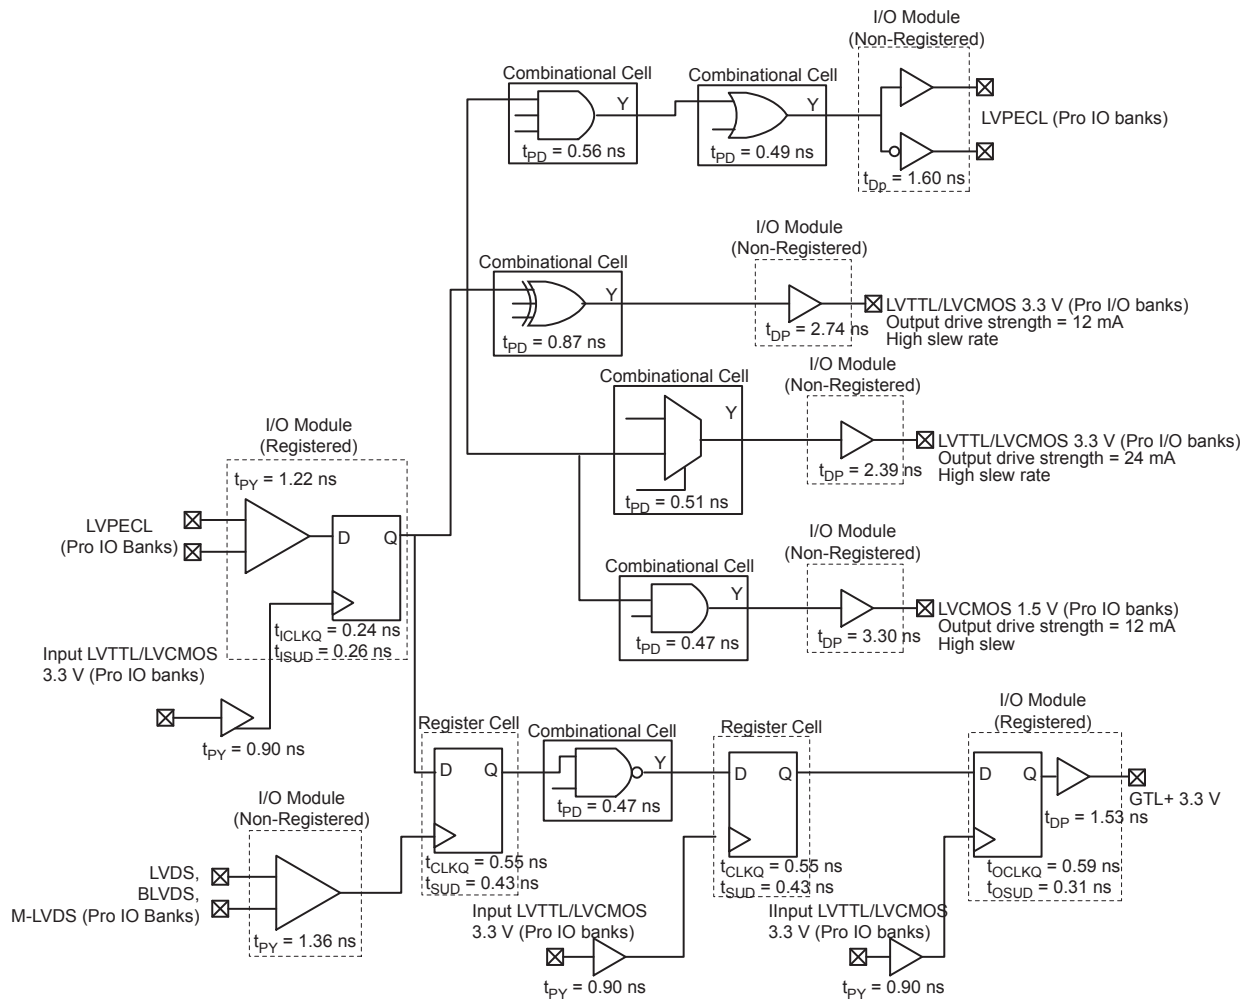 I/O Module
(Non-Registered)
Combinational Cell
Y
tPD = 0.56 ns
Combinational Cell
Y
tPD = 0.49 ns
LVPECL (Pro IO banks)
tDp = 1.60 ns
I/O Module
(Non-Registered)
Combinational Cell
Y
tPD = 0.87 ns
tDP = 2.74 ns
LVTTL/LVCMOS 3.3 V (Pro I/O banks)
Output drive strength = 12 mA
High slew rate
I/O Module
(Non-Registered)
Combinational Cell
Y
tPD = 0.51 ns
tDP = 2.39 ns
LVTTL/LVCMOS 3.3 V (Pro I/O banks)
Output drive strength = 24 mA
High slew rate
I/O Module
(Registered)
tPY = 1.22 ns
LVPECL
(Pro IO Banks)
D
Q
tICLKQ = 0.24 ns
tISUD = 0.26 ns
Input LVTTL/LVCMOS
3.3 V (Pro IO banks)
tPY = 0.90 ns
I/O Module
(Non-Registered)
Combinational Cell
Y
tPD = 0.47 ns
tDP = 3.30 ns
LVCMOS 1.5 V (Pro IO banks)
Output drive strength = 12 mA
High slew
Register Cell
D
Q
tCLKQ = 0.55 ns
tSUD = 0.43 ns
Combinational Cell
Y
tPD = 0.47 ns
Register Cell
D
Q
tCLKQ = 0.55 ns
tSUD = 0.43 ns
I/O Module
(Registered)
D
Q
tDP = 1.53 ns
GTL+ 3.3 V
tOCLKQ = 0.59 ns
tOSUD = 0.31 ns
I/O Module
(Non-Registered)
LVDS,
BLVDS,
M-LVDS (Pro IO Banks)
tPY = 1.36 ns
Input LVTTL/LVCMOS
3.3 V (Pro IO banks)
tPY = 0.90 ns
IInput LVTTL/LVCMOS
3.3 V (Pro IO banks)
tPY = 0.90 ns